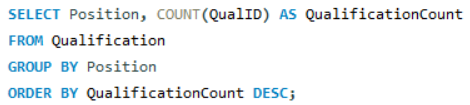 SELECT Position, COUNT(QualID) AS QualificationCount
FROM Qualification
GROUP BY Position
ORDER BY QualificationCount DESC;